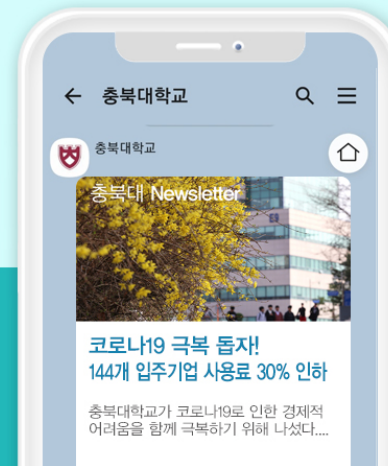 충북대학교
충북대학교
충북대 Newsletter
코로나19 극복 돕자!
144개 입주기업 사용료 30% 인하
충북대학교가 코로나19로 인한 경제적
어려움을 함께 극복하기 위해 나섰다....